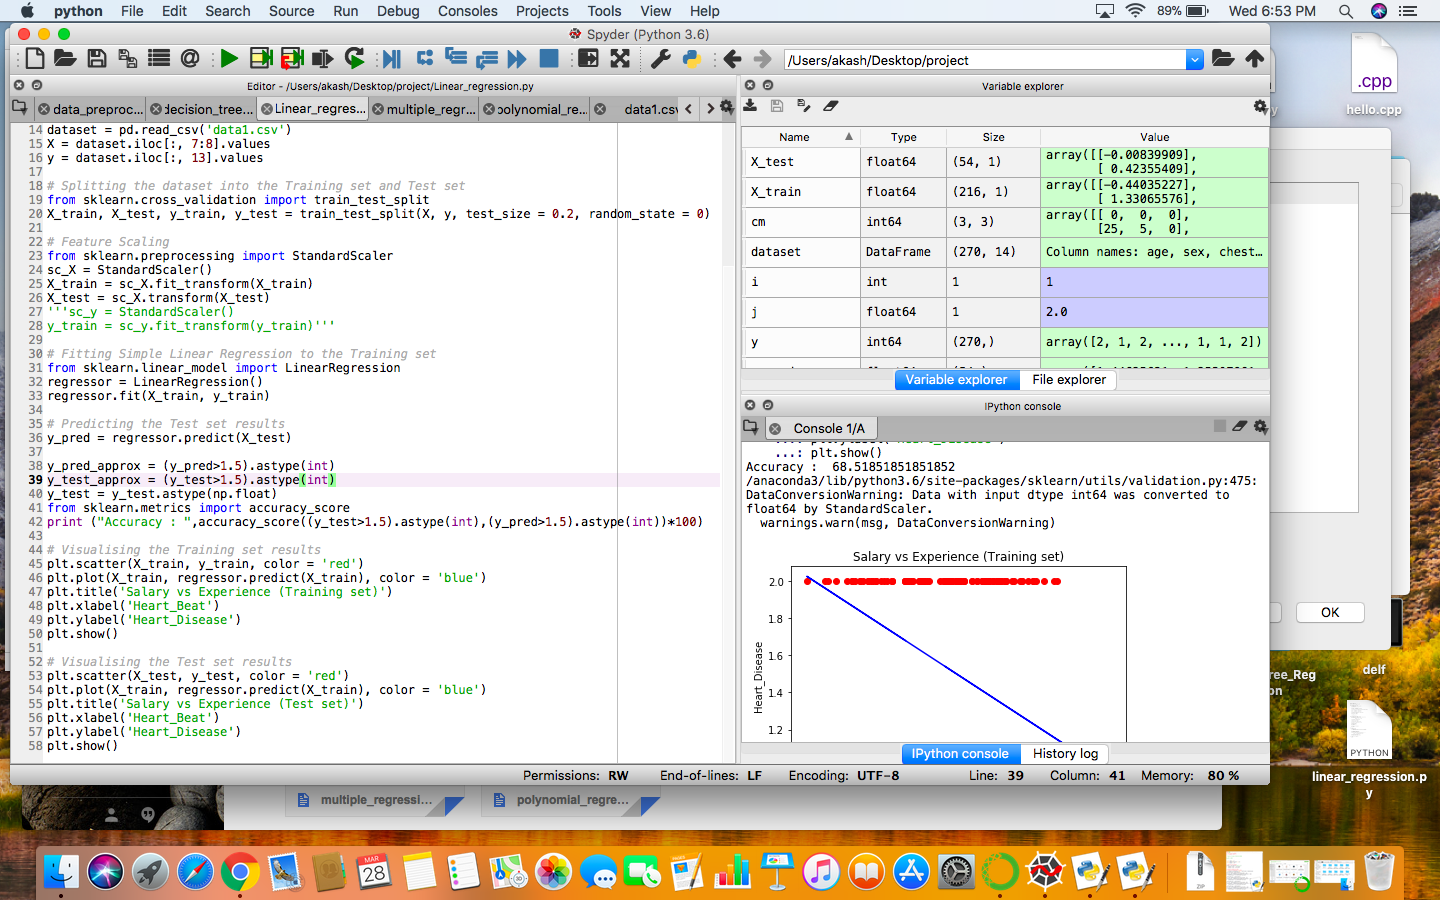 python File Edit Search Source Run Debug Consoles Projects Tools View Help 89% Wed 6:53 PM
Spyder (Python 3.6)
/Users/akash/Desktop/project
Editor - /Users/akash/Desktop/project/Linear_regression.py
data_preproc... decision_tree... Linear_regres... multiple_regr... polynomial_re... data1.csv
14 dataset = pd.read_csv('data1.csv')
15 X = dataset.iloc[:, 7:8].values
16 y = dataset.iloc[:, 13].values
17
18 # Splitting the dataset into the Training set and Test set
19 from sklearn.cross_validation import train_test_split
20 X_train, X_test, y_train, y_test = train_test_split(X, y, test_size = 0.2, random_state = 0)
21
22 # Feature Scaling
23 from sklearn.preprocessing import StandardScaler
24 sc_X = StandardScaler()
25 X_train = sc_X.fit_transform(X_train)
26 X_test = sc_X.transform(X_test)
27 '''sc_y = StandardScaler()
28 y_train = sc_y.fit_transform(y_train)'''
29
30 # Fitting Simple Linear Regression to the Training set
31 from sklearn.linear_model import LinearRegression
32 regressor = LinearRegression()
33 regressor.fit(X_train, y_train)
34
35 # Predicting the Test set results
36 y_pred = regressor.predict(X_test)
37
38 y_pred_approx = (y_pred>1.5).astype(int)
39 y_test_approx = (y_test>1.5).astype(int)
40 y_test = y_test.astype(np.float)
41 from sklearn.metrics import accuracy_score
42 print ("Accuracy : ",accuracy_score((y_test>1.5).astype(int),(y_pred>1.5).astype(int))*100)
43
44 # Visualising the Training set results
45 plt.scatter(X_train, y_train, color = 'red')
46 plt.plot(X_train, regressor.predict(X_train), color = 'blue')
47 plt.title('Salary vs Experience (Training set)')
48 plt.xlabel('Heart_Beat')
49 plt.ylabel('Heart_Disease')
50 plt.show()
51
52 # Visualising the Test set results
53 plt.scatter(X_test, y_test, color = 'red')
54 plt.plot(X_train, regressor.predict(X_train), color = 'blue')
55 plt.title('Salary vs Experience (Test set)')
56 plt.xlabel('Heart_Beat')
57 plt.ylabel('Heart_Disease')
58 plt.show()
Variable explorer
Name Type Size Value
X_test float64 (54, 1) array([[-0.00839909],
[ 0.42355409],
X_train float64 (216, 1) array([[-0.44035227],
[ 1.33065576],
cm int64 (3, 3) array([[ 0, 0, 0],
[25, 5, 0],
dataset DataFrame (270, 14) Column names: age, sex, chest...
i int 1 1
j float64 1 2.0
y int64 (270,) array([2, 1, 2, ..., 1, 1, 2])
Variable explorer File explorer
IPython console
Console 1/A
...: plt.show()
Accuracy :  68.51851851851852
/anaconda3/lib/python3.6/site-packages/sklearn/utils/validation.py:475:
DataConversionWarning: Data with input dtype int64 was converted to
float64 by StandardScaler.
warnings.warn(msg, DataConversionWarning)
Salary vs Experience (Training set)
2.0
1.8
1.6
1.4
1.2
Heart_Disease
IPython console History log
Permissions: RW End-of-lines: LF Encoding: UTF-8 Line: 39 Column: 41 Memory: 80 %
multiple_regressi... polynomial_regre...
.cpp
hello.cpp
OK
ree_Reg
on
delf
PYTHON
linear_regression.p
y
MAR
28
ZIP